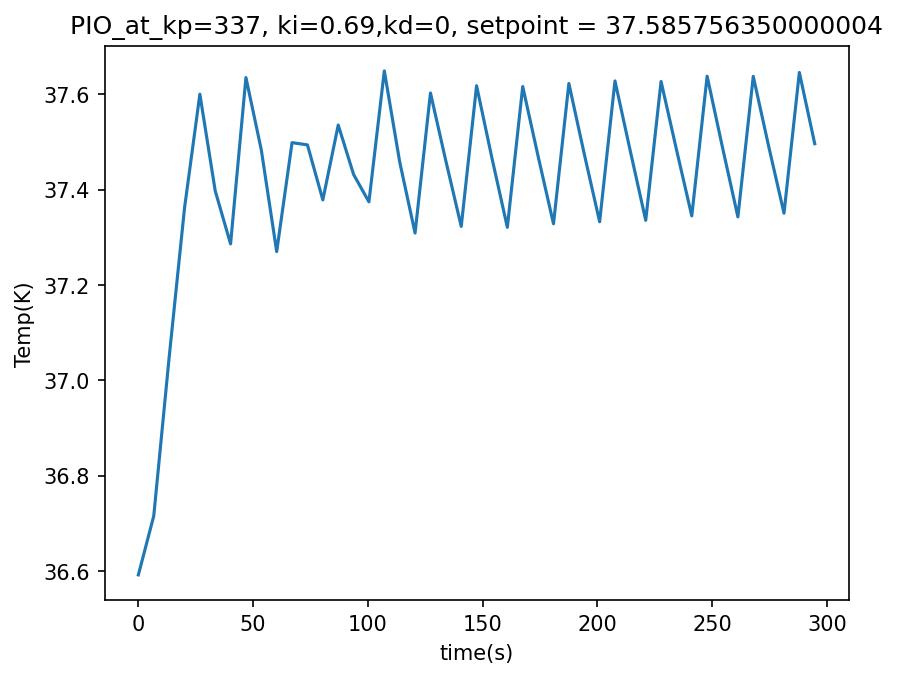 PIO_at_kp=337, ki=0.69,kd=0, setpoint = 37.585756350000004
37.6
37.4
37.2
37.0
36.8
36.6
Temp(K)
0 50 100 150 200 250 300
time(s)